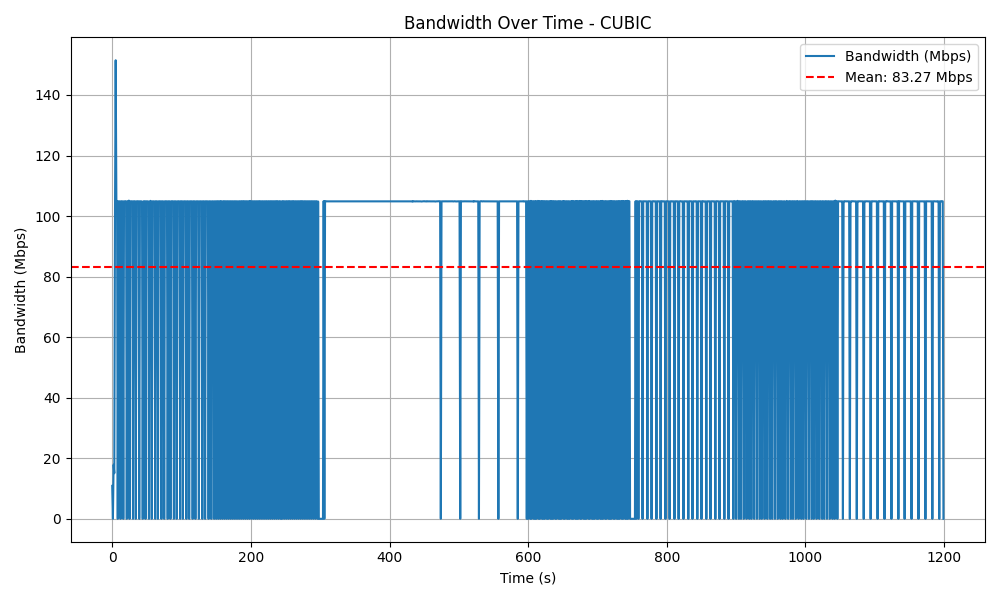 Bandwidth Over Time - CUBIC
Bandwidth (Mbps)
Mean: 83.27 Mbps
Bandwidth (Mbps)
140
120
100
80
60
40
20
0
0 200 400 600 800 1000 1200
Time (s)